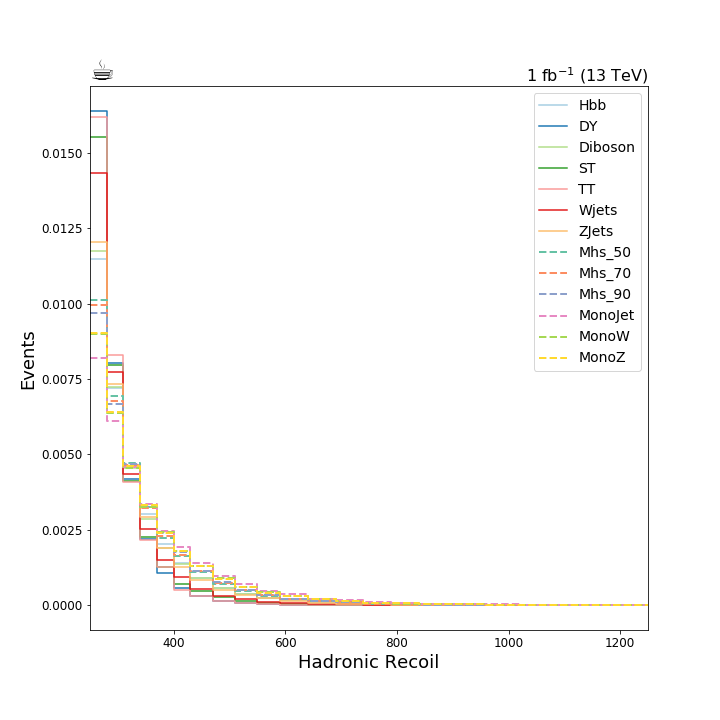 ☕ 1 fb⁻¹ (13 TeV)
Hbb
DY
Diboson
ST
TT
Wjets
ZJets
Mhs_50
Mhs_70
Mhs_90
MonoJet
MonoW
MonoZ
Events
0.0150
0.0125
0.0100
0.0075
0.0050
0.0025
0.0000
400 600 800 1000 1200
Hadronic Recoil